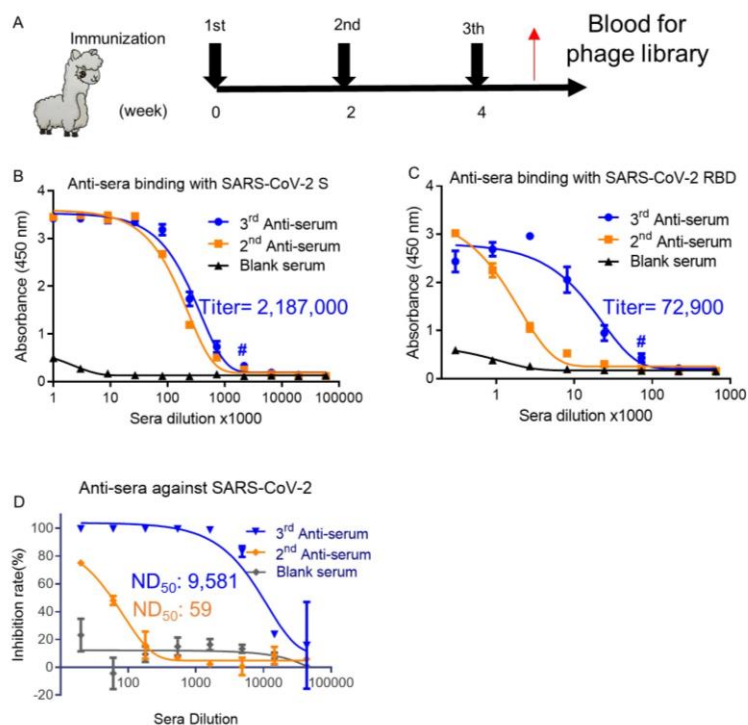 A
Immunization
1st
2nd
3th
Blood for
phage library
(week)
0
2
4
B
Anti-sera binding with SARS-CoV-2 S
Absorbance (450 nm)
4
3
2
1
0
3rd Anti-serum
2nd Anti-serum
Blank serum
Titer= 2,187,000
#
1 10 100 1000 10000 100000
Sera dilution x1000
C
Anti-sera binding with SARS-CoV-2 RBD
Absorbance (450 nm)
4
3
2
1
0
3rd Anti-serum
2nd Anti-serum
Blank serum
Titer= 72,900
#
1 10 100 1000
Sera dilution x1000
D
Anti-sera against SARS-CoV-2
Inhibition rate(%)
100
80
60
40
20
0
-20
3rd Anti-serum
2nd Anti-serum
Blank serum
ND50: 9,581
ND50: 59
100 1000 10000 100000
Sera Dilution